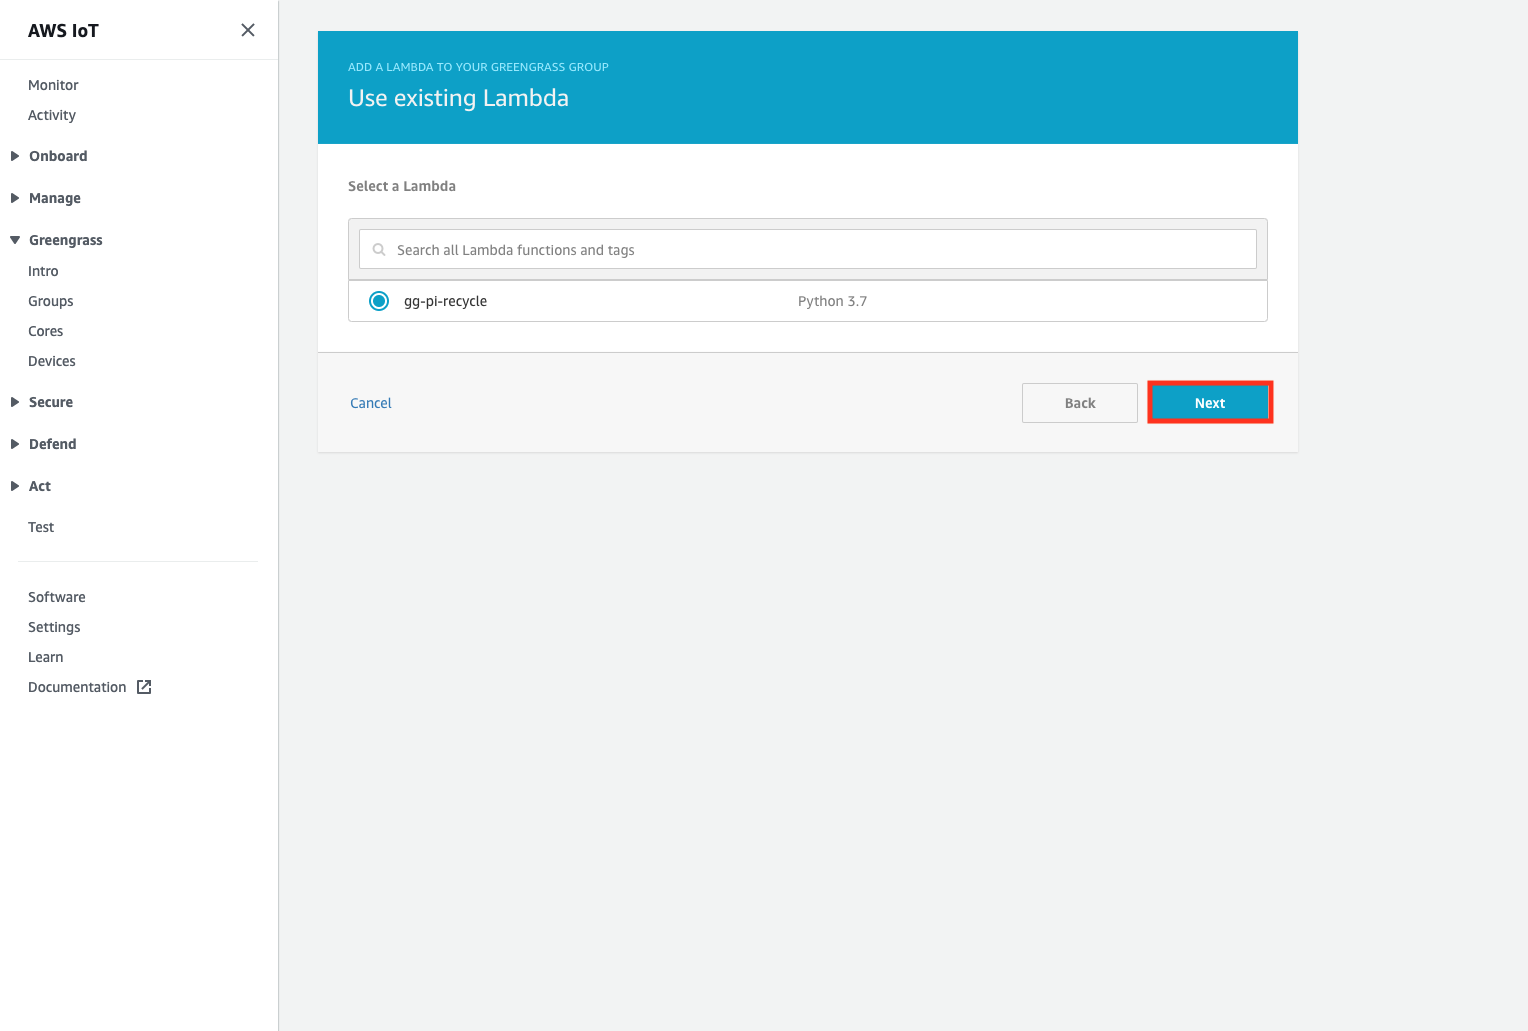 AWS IoT
Monitor
Activity
Onboard
Manage
Greengrass
Intro
Groups
Cores
Devices
Secure
Defend
Act
Test
Software
Settings
Learn
Documentation
ADD A LAMBDA TO YOUR GREENGRASS GROUP
Use existing Lambda
Select a Lambda
Search all Lambda functions and tags
gg-pi-recycle Python 3.7
Cancel Back Next